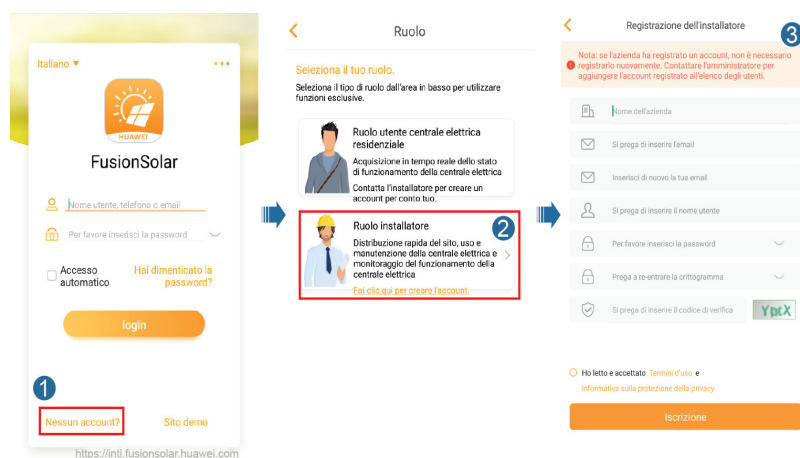 Italiano ▼
•••
HUAWEI
FusionSolar
Nome utente, telefono o email
Per favore inserisci la password
Accesso
automatico
Hai dimenticato la
password?
login
1
Nessun account?
Sito demo
https://intl.fusionsolar.huawei.com
Ruolo
Seleziona il tuo ruolo.
Seleziona il tipo di ruolo dall'area in basso per utilizzare
funzioni esclusive.
Ruolo utente centrale elettrica
residenziale
Acquisizione in tempo reale dello stato
di funzionamento della centrale elettrica
Contatta l'installatore per creare un
account per conto tuo.
2
Ruolo installatore
Distribuzione rapida del sito, uso e
manutenzione della centrale elettrica e
monitoraggio del funzionamento della
centrale elettrica
Fai clic qui per creare l'account.
Registrazione dell'installatore
3
Nota: se l'azienda ha registrato un account, non è necessario
registrarlo nuovamente. Contattare l'amministratore per
aggiungere l'account registrato all'elenco degli utenti.
Nome dell'azienda
Si prega di inserire l'email
Inserisci di nuovo la tua email
Si prega di inserire il nome utente
Per favore inserisci la password
Prega a re-entrare la crittogramma
Si prega di inserire il codice di verifica
YptX
Ho letto e accettato Termini d'uso e
Informativo sulla protezione della privacy
Iscrizione